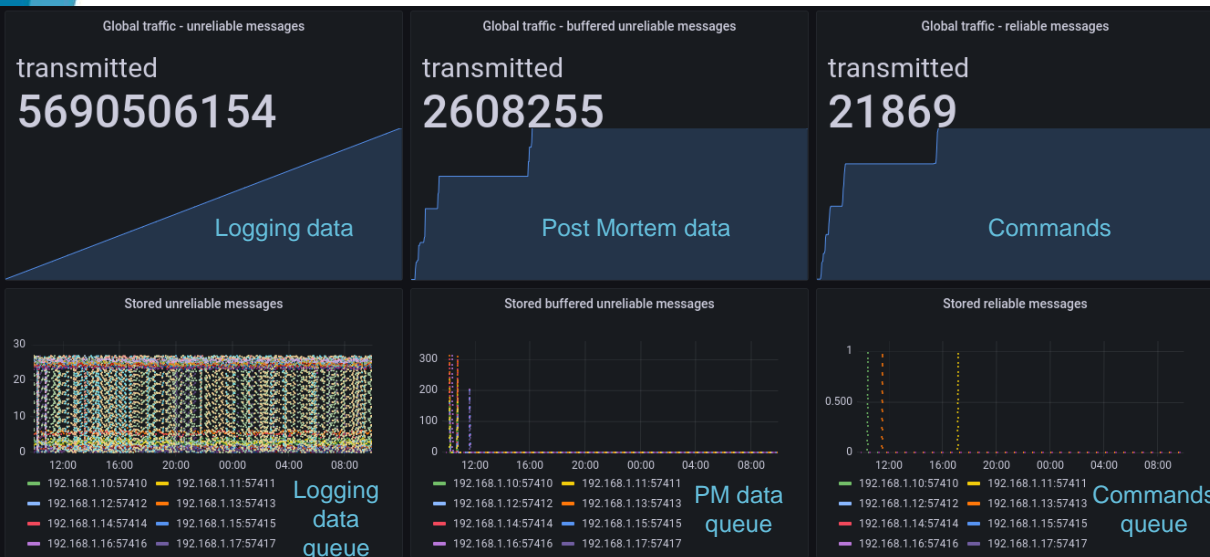 Global traffic - unreliable messages
transmitted
5690506154
Logging data
Global traffic - buffered unreliable messages
transmitted
2608255
Post Mortem data
Global traffic - reliable messages
transmitted
21869
Commands
Stored unreliable messages
30
20
10
0
12:00 16:00 20:00 00:00 04:00 08:00
192.168.1.10:57410 192.168.1.11:57411
192.168.1.12:57412 192.168.1.13:57413
192.168.1.14:57414 192.168.1.15:57415
192.168.1.16:57416 192.168.1.17:57417
Logging
data
queue
Stored buffered unreliable messages
300
200
100
0
12:00 16:00 20:00 00:00 04:00 08:00
192.168.1.10:57410 192.168.1.11:57411
192.168.1.12:57412 192.168.1.13:57413
192.168.1.14:57414 192.168.1.15:57415
192.168.1.16:57416 192.168.1.17:57417
PM data
queue
Stored reliable messages
1
0.500
0
12:00 16:00 20:00 00:00 04:00 08:00
192.168.1.10:57410 192.168.1.11:57411
192.168.1.12:57412 192.168.1.13:57413
192.168.1.14:57414 192.168.1.15:57415
192.168.1.16:57416 192.168.1.17:57417
Commands
queue